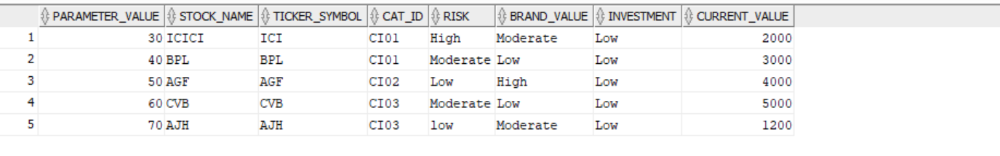 PARAMETER_VALUE STOCK_NAME TICKER_SYMBOL CAT_ID RISK BRAND_VALUE INVESTMENT CURRENT_VALUE
1 30 ICICI ICI CI01 High Moderate Low 2000
2 40 BPL BPL CI01 Moderate Low Low 3000
3 50 AGF AGF CI02 Low High Low 4000
4 60 CVB CVB CI03 Moderate Low Low 5000
5 70 AJH AJH CI03 low Moderate Low 1200